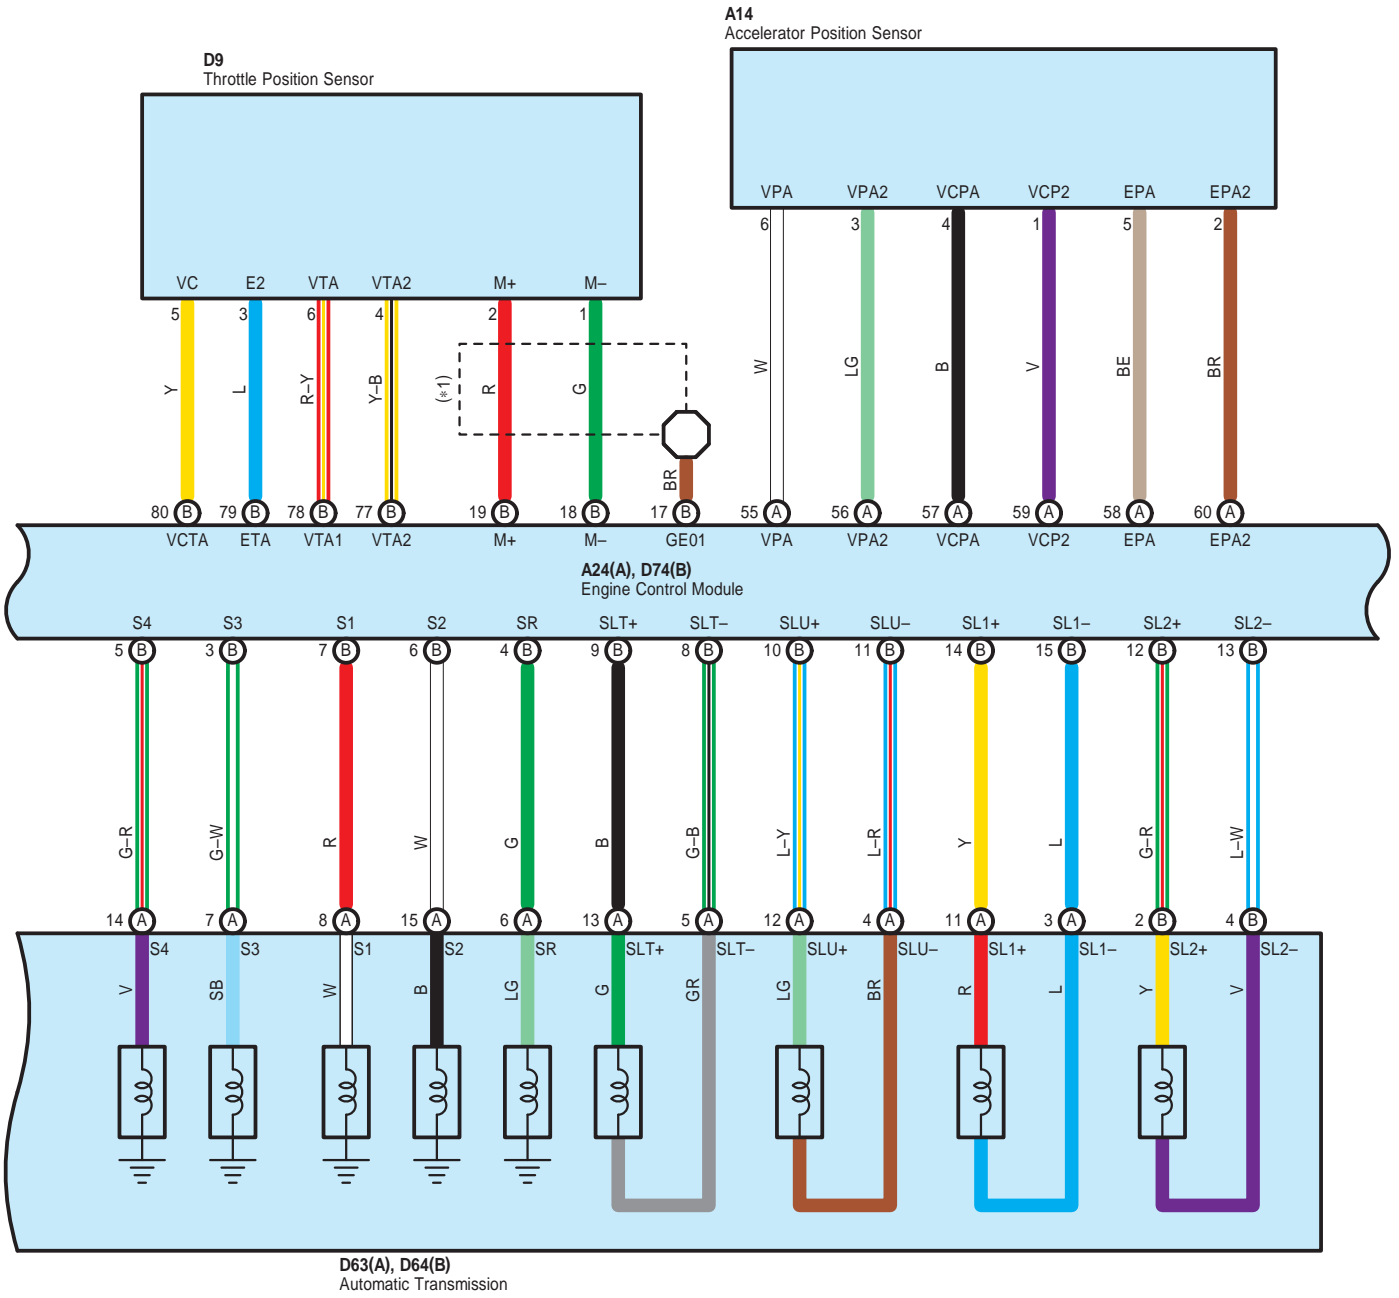 A14
Accelerator Position Sensor
D9
Throttle Position Sensor
VPA VPA2 VCPA VCP2 EPA EPA2
6 3 4 1 5 2
VC E2 VTA VTA2 M+ M–
5 3 6 4 2 1
Y L R–Y Y–B (*1) R G BR W LG B V BE BR
80 B 79 B 78 B 77 B 19 B 18 B 17 B 55 A 56 A 57 A 59 A 58 A 60 A
VCTA ETA VTA1 VTA2 M+ M– GE01 VPA VPA2 VCPA VCP2 EPA EPA2
A24(A), D74(B)
Engine Control Module
S4 S3 S1 S2 SR SLT+ SLT– SLU+ SLU– SL1+ SL1– SL2+ SL2–
5 B 3 B 7 B 6 B 4 B 9 B 8 B 10 B 11 B 14 B 15 B 12 B 13 B
G–R G–W R W G B G–B L–Y L–R Y L G–R L–W
14 A 7 A 8 A 15 A 6 A 13 A 5 A 12 A 4 A 11 A 3 A 2 B 4 B
S4 S3 S1 S2 SR SLT+ SLT– SLU+ SLU– SL1+ SL1– SL2+ SL2–
V SB W B LG G GR LG BR R L Y V
D63(A), D64(B)
Automatic Transmission